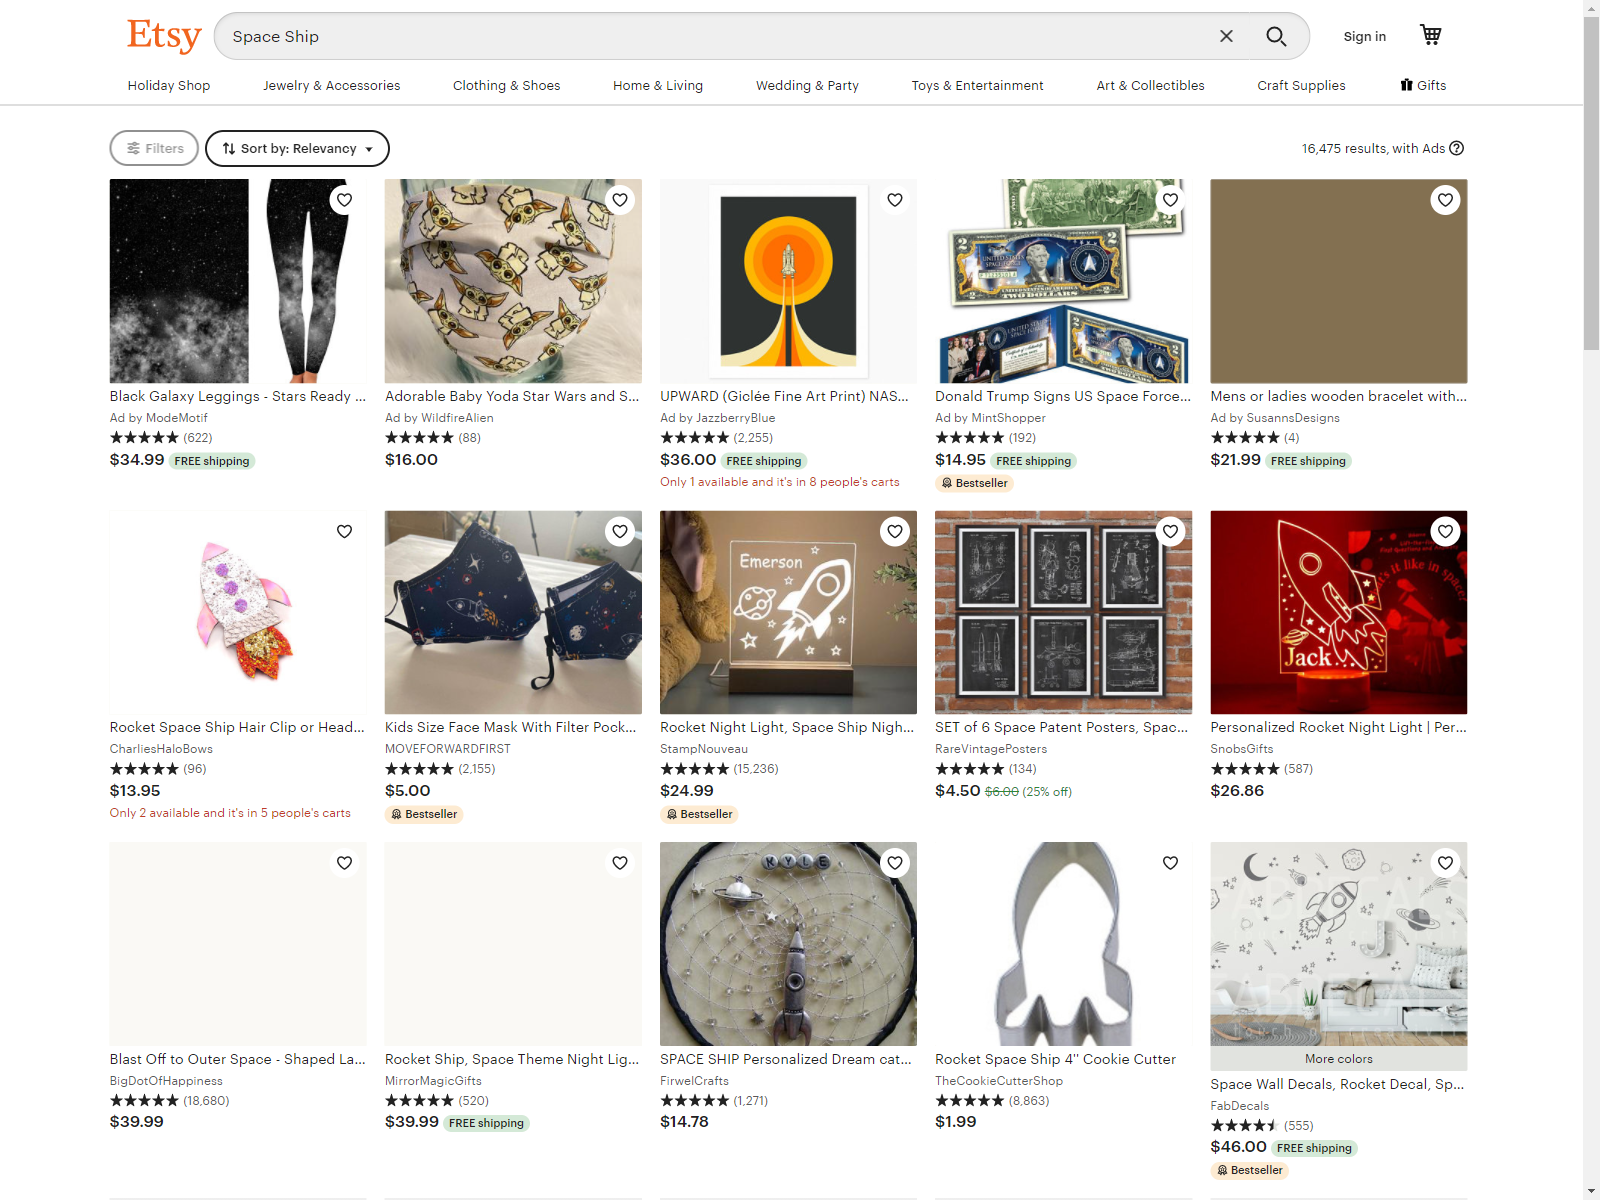 Etsy
Space Ship
Sign in
Holiday Shop
Jewelry & Accessories
Clothing & Shoes
Home & Living
Wedding & Party
Toys & Entertainment
Art & Collectibles
Craft Supplies
Gifts
Filters
Sort by: Relevancy
16,475 results, with Ads
Black Galaxy Leggings - Stars Ready ...
Ad by ModeMotif
(622)
$34.99 FREE shipping
Adorable Baby Yoda Star Wars and S...
Ad by WildfireAlien
(88)
$16.00
UPWARD (Giclée Fine Art Print) NAS...
Ad by JazzberryBlue
(2,255)
$36.00 FREE shipping
Only 1 available and it's in 8 people's carts
TWO DOLLARS
Donald Trump Signs US Space Force...
Ad by MintShopper
(192)
$14.95 FREE shipping
Bestseller
Mens or ladies wooden bracelet with...
Ad by SusannsDesigns
(4)
$21.99 FREE shipping
Rocket Space Ship Hair Clip or Head...
CharliesHaloBows
(96)
$13.95
Only 2 available and it's in 5 people's carts
Kids Size Face Mask With Filter Pock...
MOVEFORWARDFIRST
(2,155)
$5.00
Bestseller
Emerson
Rocket Night Light, Space Ship Nigh...
StampNouveau
(15,236)
$24.99
Bestseller
SET of 6 Space Patent Posters, Spac...
RareVintagePosters
(134)
$4.50 $6.00 (25% off)
it like in space?
Jack...
Personalized Rocket Night Light | Per...
SnobsGifts
(587)
$26.86
Blast Off to Outer Space - Shaped La...
BigDotOfHappiness
(18,680)
$39.99
Rocket Ship, Space Theme Night Lig...
MirrorMagicGifts
(520)
$39.99 FREE shipping
KYLE
SPACE SHIP Personalized Dream cat...
FirwelCrafts
(1,271)
$14.78
Rocket Space Ship 4" Cookie Cutter
TheCookieCutterShop
(8,863)
$1.99
J
More colors
Space Wall Decals, Rocket Decal, Sp...
FabDecals
(555)
$46.00 FREE shipping
Bestseller